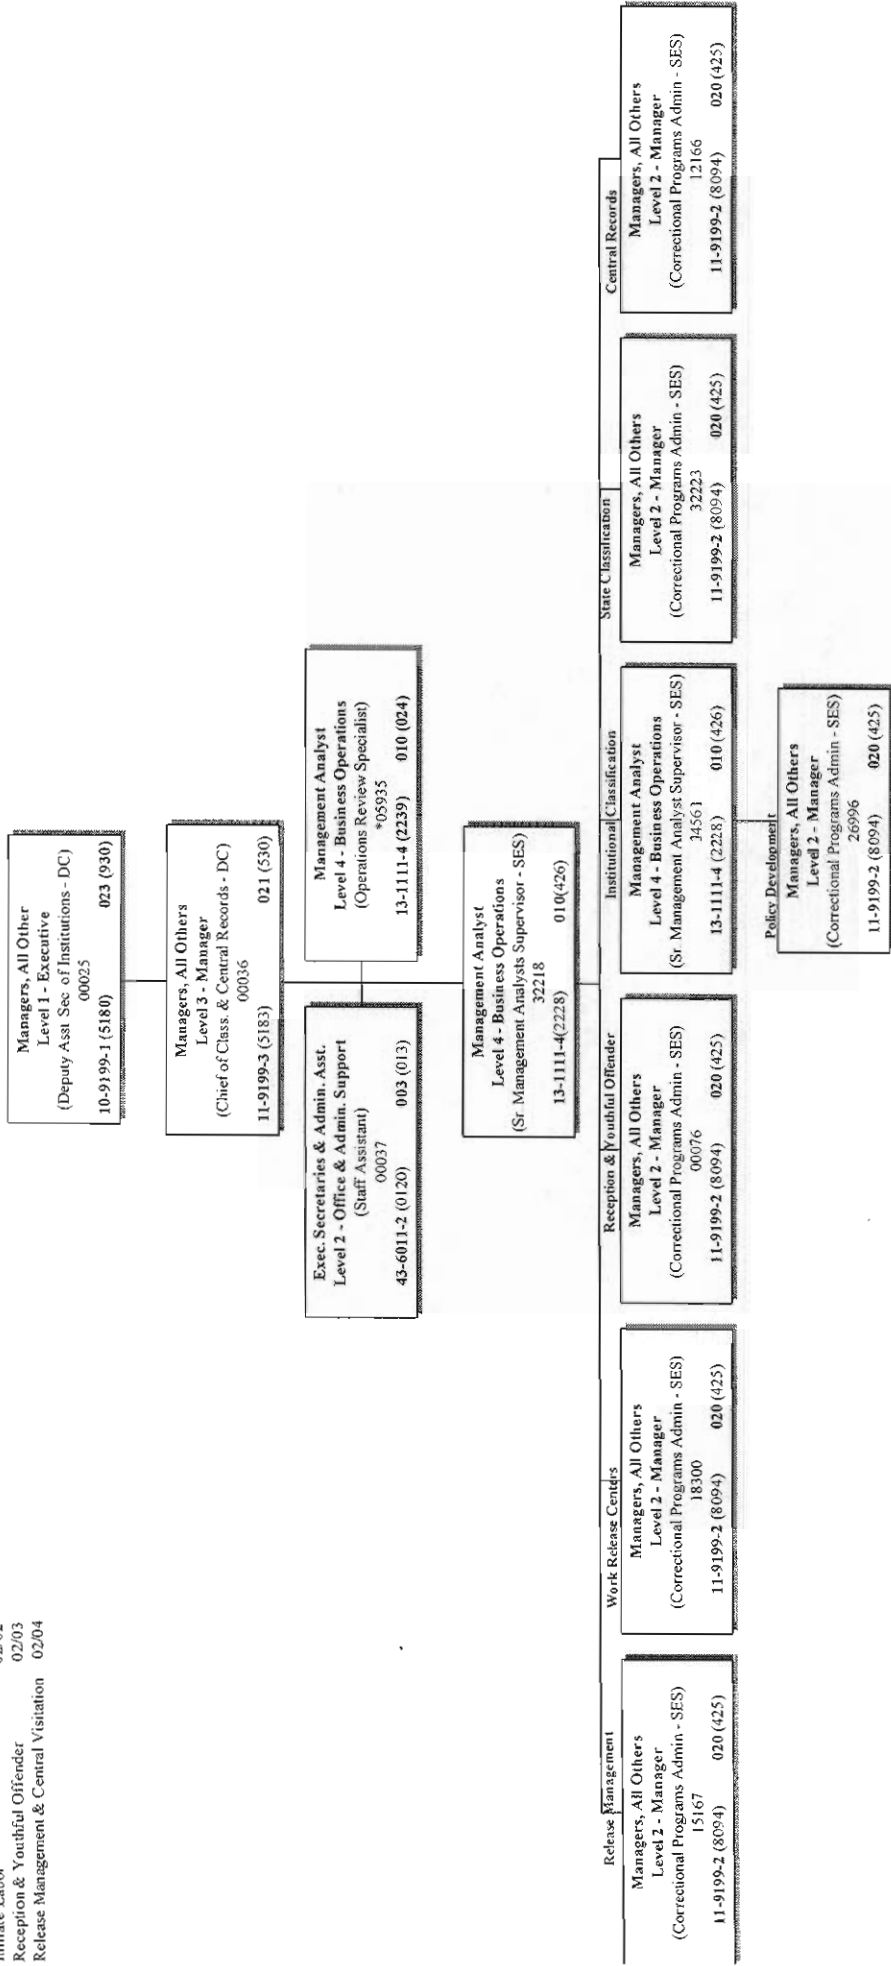 Reception & Youthful Offender 02/03
Release Management & Central Visitation 02/04
Managers, All Other
Level 1 - Executive
(Deputy Asst Sec of Institutions - DC)
00025
10-9199-1 (5180) 023 (930)
Managers, All Others
Level 3 - Manager
(Chief of Class. & Central Records - DC)
00036
11-9199-3 (5183) 021 (530)
Exec. Secretaries & Admin. Asst.
Level 2 - Office & Admin. Support
(Staff Assistant)
00037
43-6011-2 (0120) 003 (013)
Management Analyst
Level 4 - Business Operations
(Operations Review Specialist)
*05935
13-1111-4 (2239) 010 (024)
Management Analyst
Level 4 - Business Operations
(Sr. Management Analysts Supervisor - SES)
32218
13-1111-4(2228) 010(426)
Release Management
Managers, All Others
Level 2 - Manager
(Correctional Programs Admin - SES)
15167
11-9199-2 (8094) 020 (425)
Work Release Centers
Managers, All Others
Level 2 - Manager
(Correctional Programs Admin - SES)
18300
11-9199-2 (8094) 020 (425)
Reception & Youthful Offender
Managers, All Others
Level 2 - Manager
(Correctional Programs Admin - SES)
00076
11-9199-2 (8094) 020 (425)
Institutional Classification
Management Analyst
Level 4 - Business Operations
(Sr. Management Analyst Supervisor - SES)
34561
13-1111-4 (2228) 010 (426)
State Classification
Managers, All Others
Level 2 - Manager
(Correctional Programs Admin - SES)
32223
11-9199-2 (8094) 020 (425)
Central Records
Managers, All Others
Level 2 - Manager
(Correctional Programs Admin - SES)
12166
11-9199-2 (8094) 020 (425)
Policy Development
Managers, All Others
Level 2 - Manager
(Correctional Programs Admin - SES)
26996
11-9199-2 (8094) 020 (425)